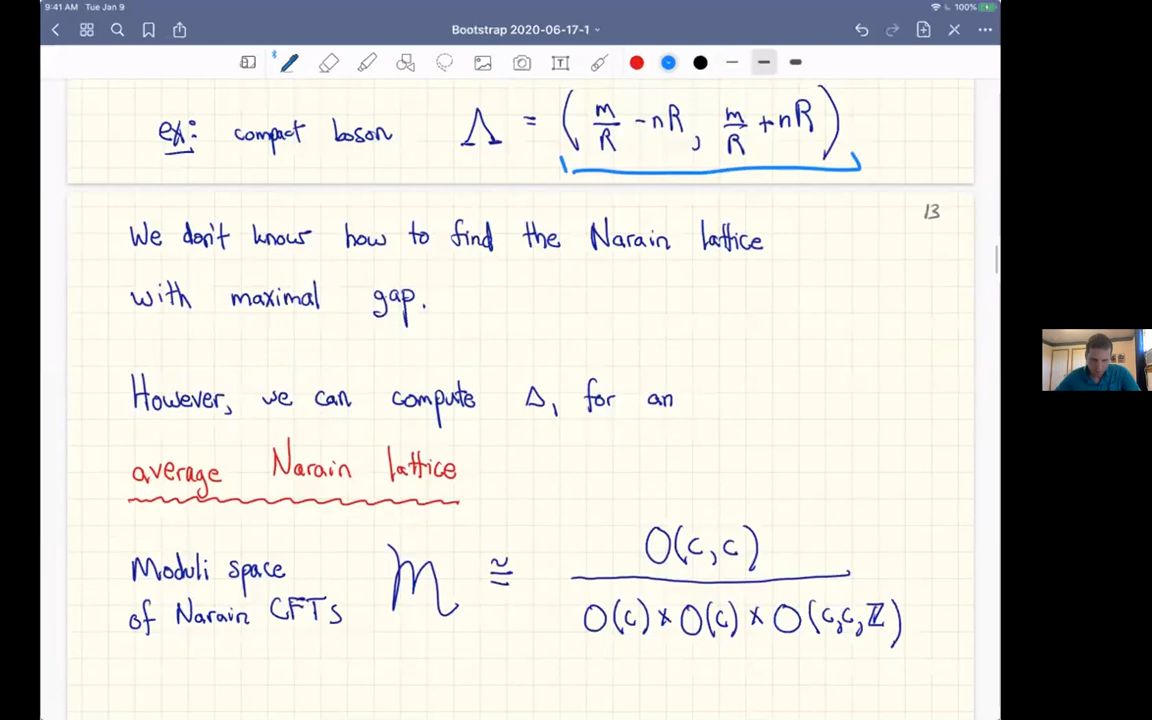 9:41 AM Tue Jan 9
100%
Bootstrap 2020-06-17-1
ex: compact boson Λ = (m/R - nR, m/R + nR)
13
We don't know how to find the Narain lattice
with maximal gap.
However, we can compute Δ₁ for an
average Narain lattice
Moduli space
of Narain CFTs
M ≅ O(c,c) / O(c) × O(c) × O(c,c,ℤ)